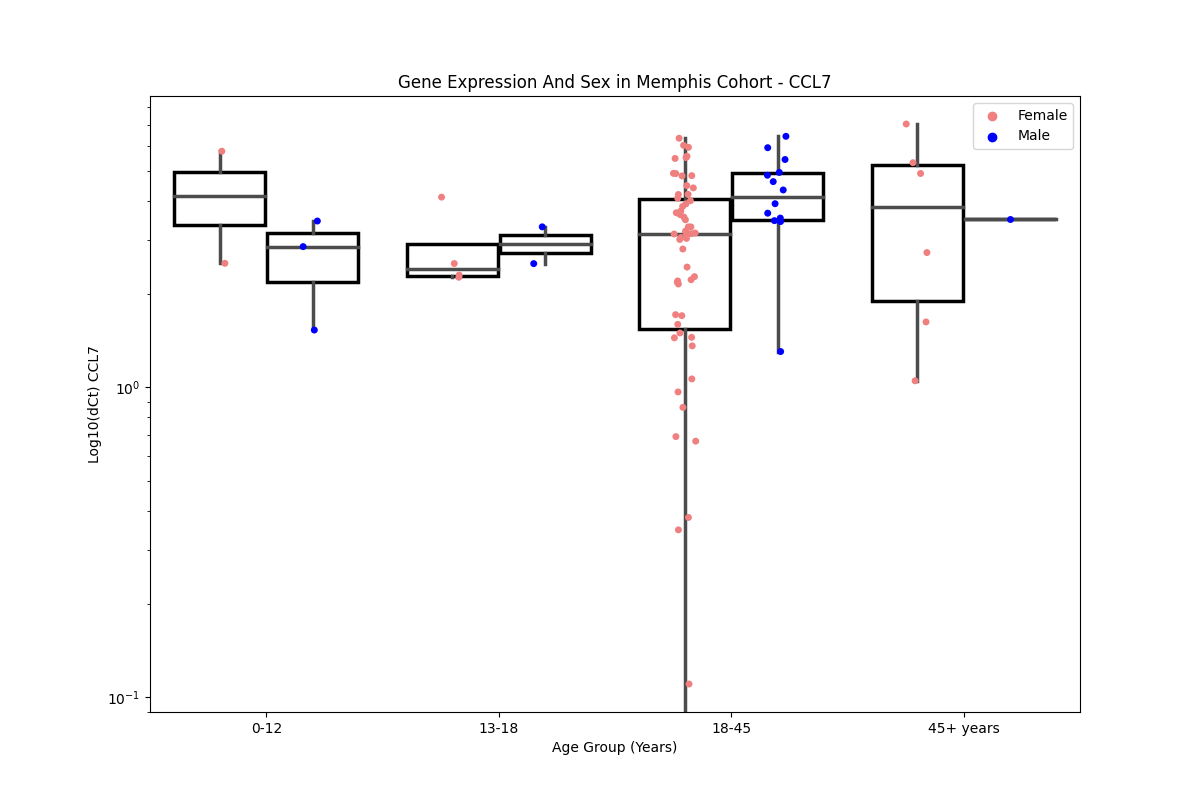 Gene Expression And Sex in Memphis Cohort - CCL7
Female
Male
Log10(dCt) CCL7
10⁰
10⁻¹
0-12
13-18
18-45
45+ years
Age Group (Years)